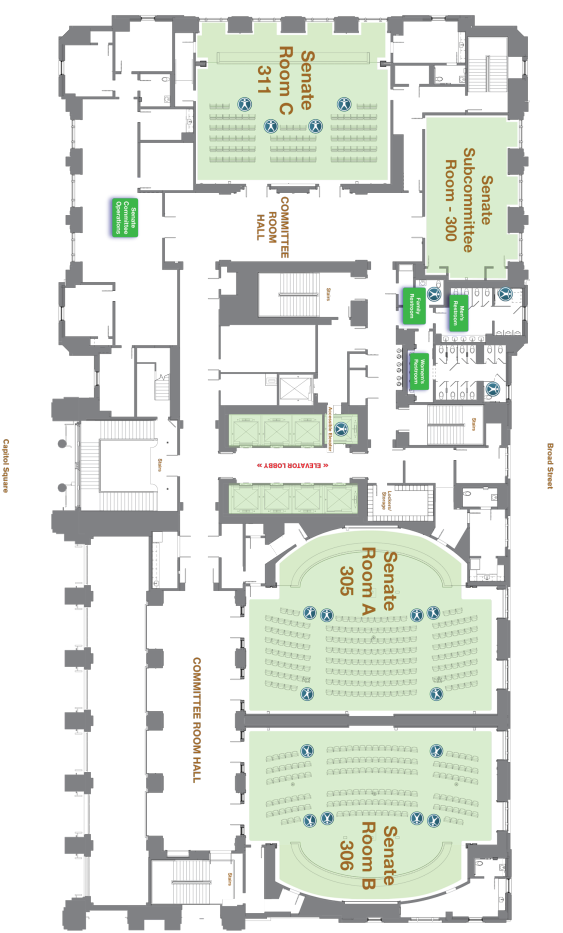 Senate
Room C
311
Senate
Subcommittee
Room - 300
Senate
Committee
Operations
COMMITTEE
ROOM
HALL
Stairs
Family
Restroom
Men's
Restroom
Women's
Restroom
Accessible Elevator
Stairs
Stairs
« ELEVATOR LOBBY »
Lockers/
Storage
Capitol Square
Broad Street
Senate
Room A
305
COMMITTEE ROOM HALL
Senate
Room B
306
Stairs